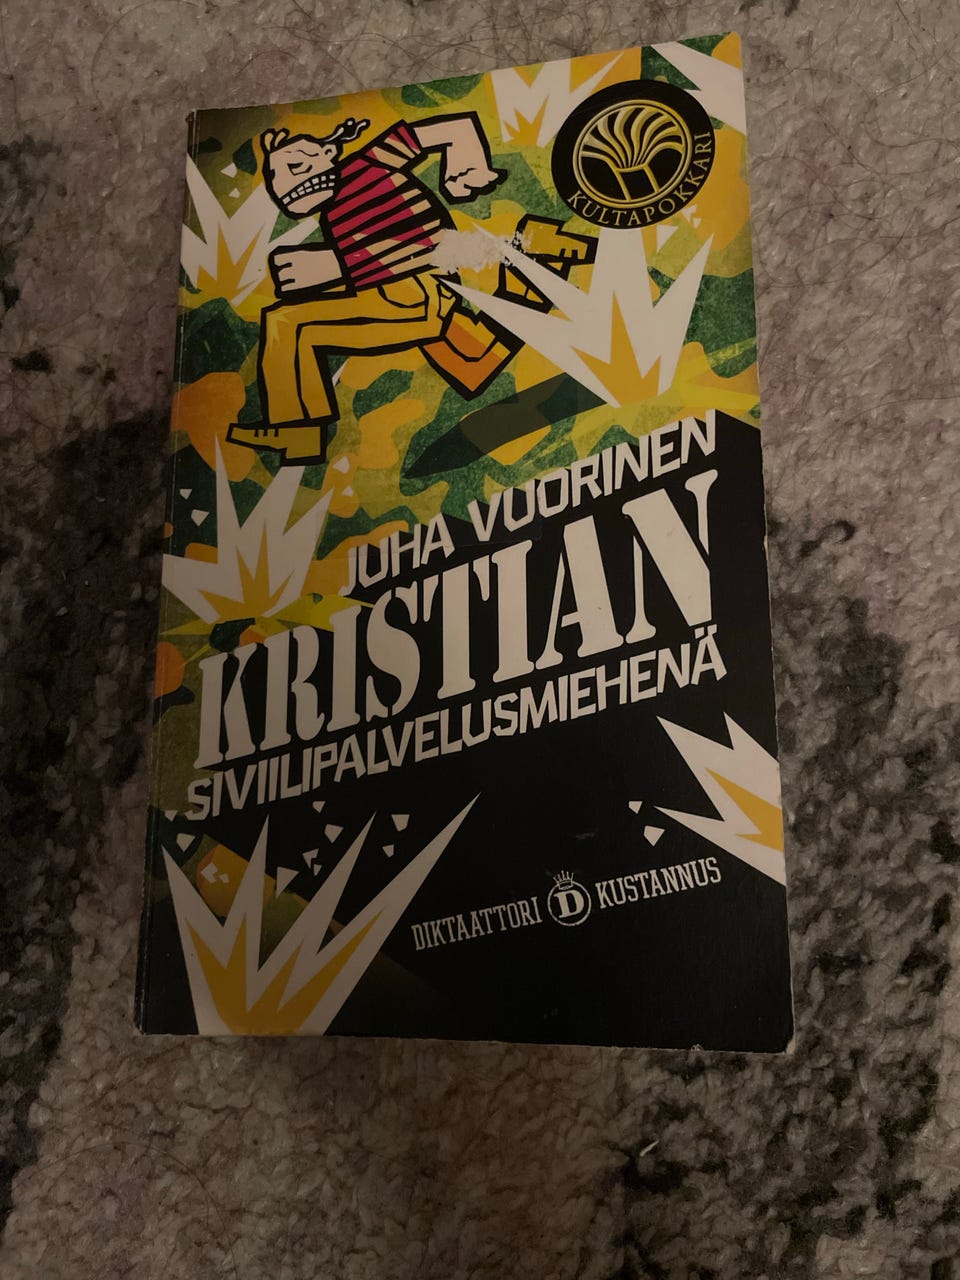 KULTAPOKKARI
JUHA VUORINEN
KRISTIAN
SIVIILIPALVELUSMIEHENÄ
DIKTAATTORI D KUSTANNUS